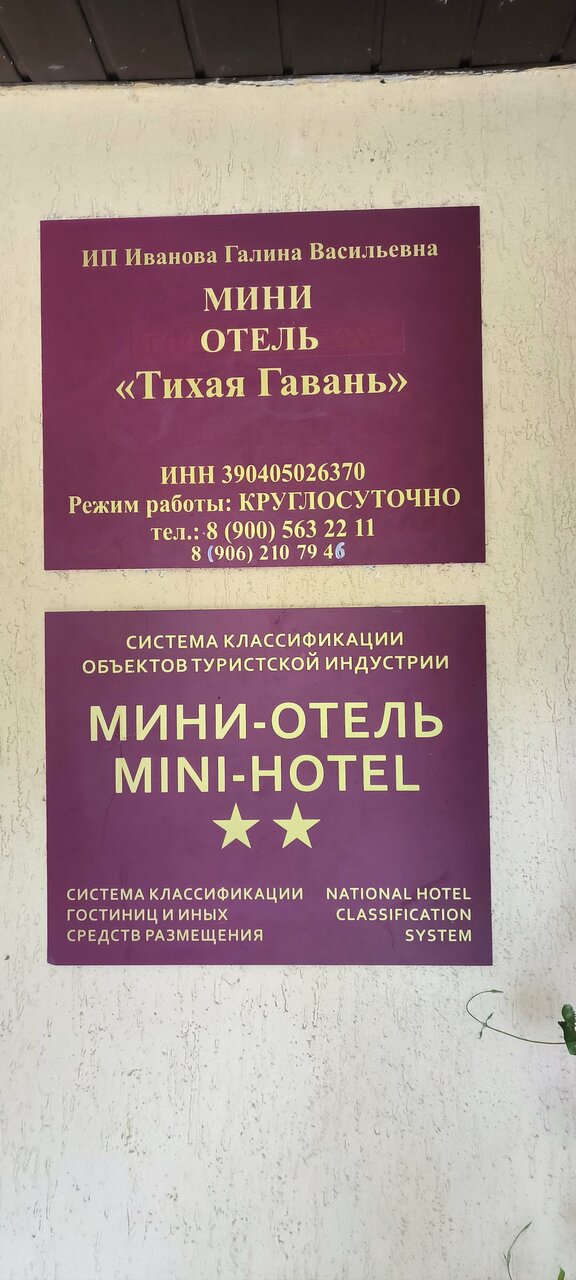 ИП Иванова Галина Васильевна
МИНИ
ОТЕЛЬ
«Тихая Гавань»
ИНН 390405026370
Режим работы: КРУГЛОСУТОЧНО
тел.: 8 (900) 563 22 11
8 (906) 210 79 46
СИСТЕМА КЛАССИФИКАЦИИ
ОБЪЕКТОВ ТУРИСТСКОЙ ИНДУСТРИИ
МИНИ-ОТЕЛЬ
MINI-HOTEL
СИСТЕМА КЛАССИФИКАЦИИ
ГОСТИНИЦ И ИНЫХ
СРЕДСТВ РАЗМЕЩЕНИЯ
NATIONAL HOTEL
CLASSIFICATION
SYSTEM